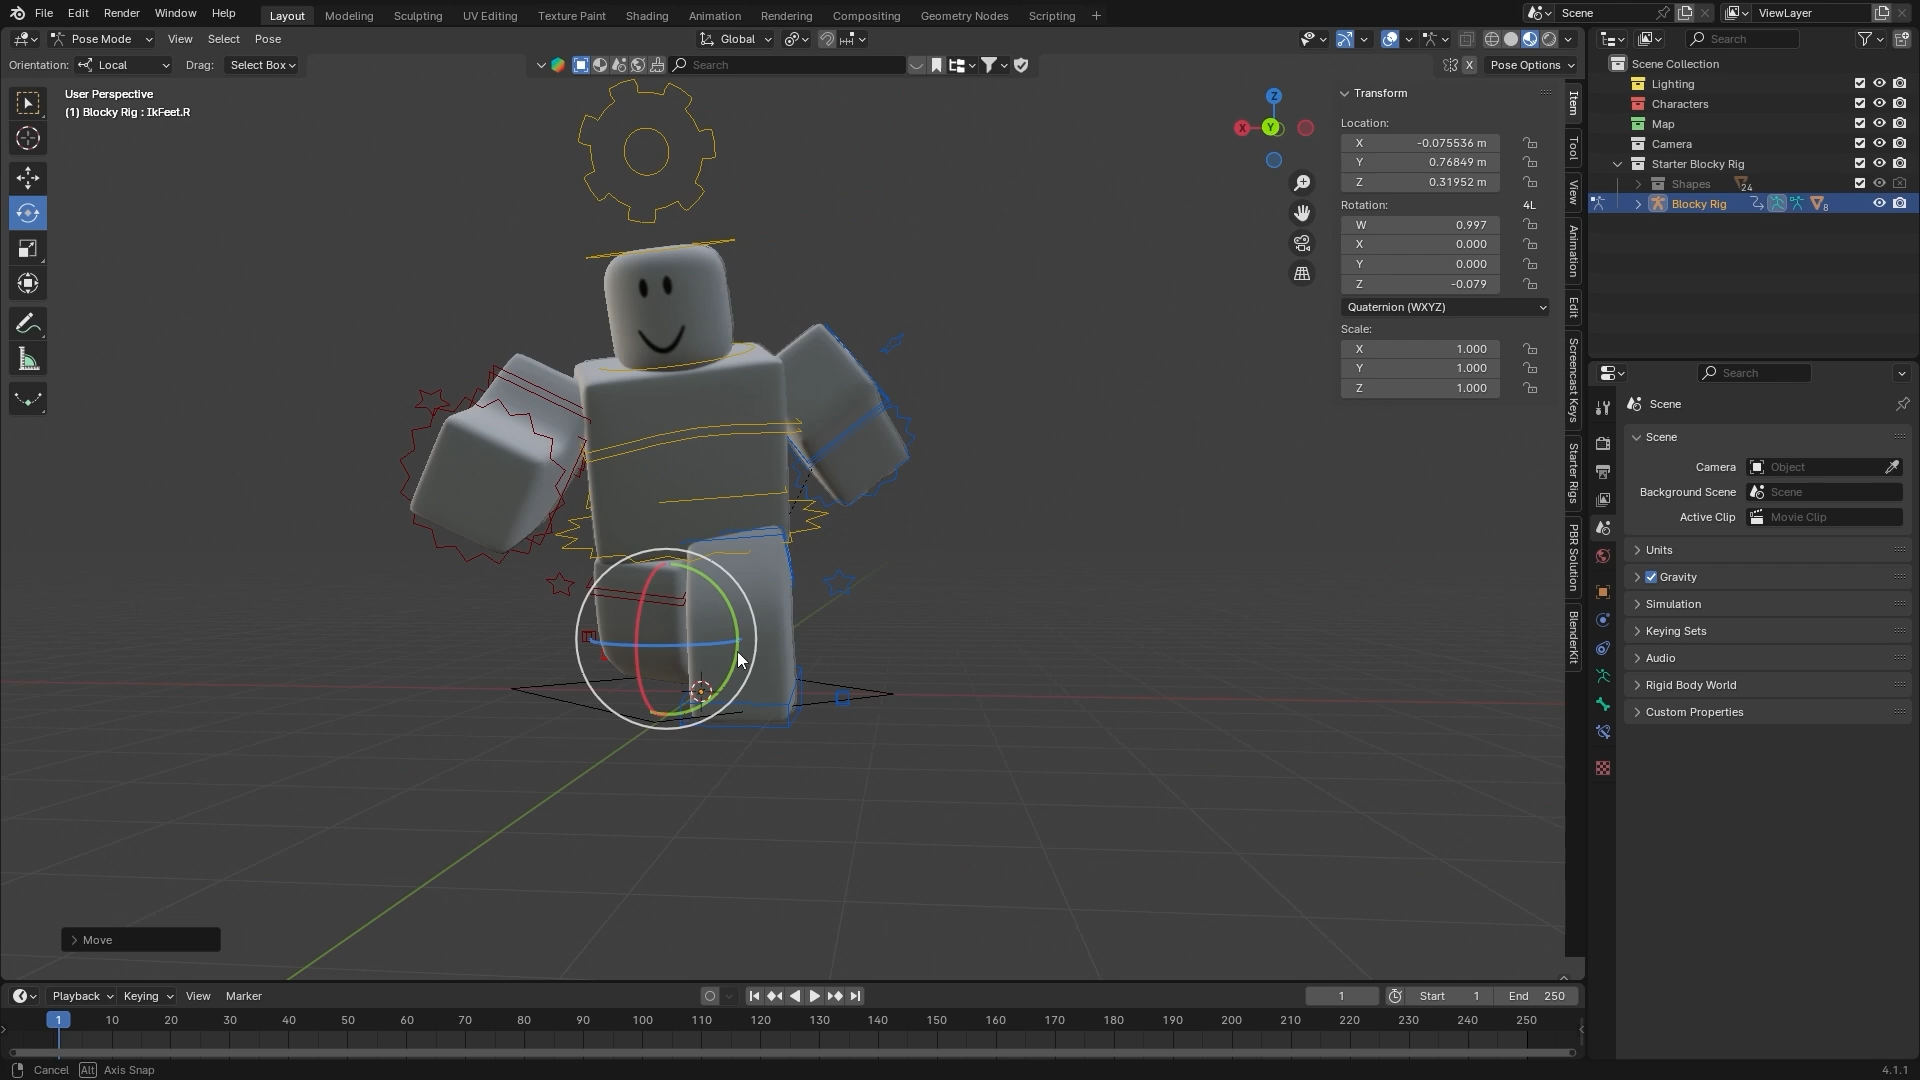 File Edit Render Window Help Layout Modeling Sculpting UV Editing Texture Paint Shading Animation Rendering Compositing Geometry Nodes Scripting + Scene ViewLayer
Pose Mode View Select Pose Global Search
Orientation: Local Drag: Select Box Search X Pose Options
User Perspective
(1) Blocky Rig : IkFeet.R
Z
X
Y
Transform
Location:
X -0.075536 m
Y 0.76849 m
Z 0.31952 m
Rotation: 4L
W 0.997
X 0.000
Y 0.000
Z -0.079
Quaternion (WXYZ)
Scale:
X 1.000
Y 1.000
Z 1.000
Item
Tool
View
Animation
Edit
Screencast Keys
Starter Rigs
PBR Solution
BlenderKit
Scene Collection
Lighting
Characters
Map
Camera
Starter Blocky Rig
Shapes 24
Blocky Rig 8
Search
Scene
Scene
Camera Object
Background Scene Scene
Active Clip Movie Clip
Units
Gravity
Simulation
Keying Sets
Audio
Rigid Body World
Custom Properties
Move
Playback Keying View Marker 1 Start 1 End 250
1 10 20 30 40 50 60 70 80 90 100 110 120 130 140 150 160 170 180 190 200 210 220 230 240 250
Cancel Alt Axis Snap 4.1.1